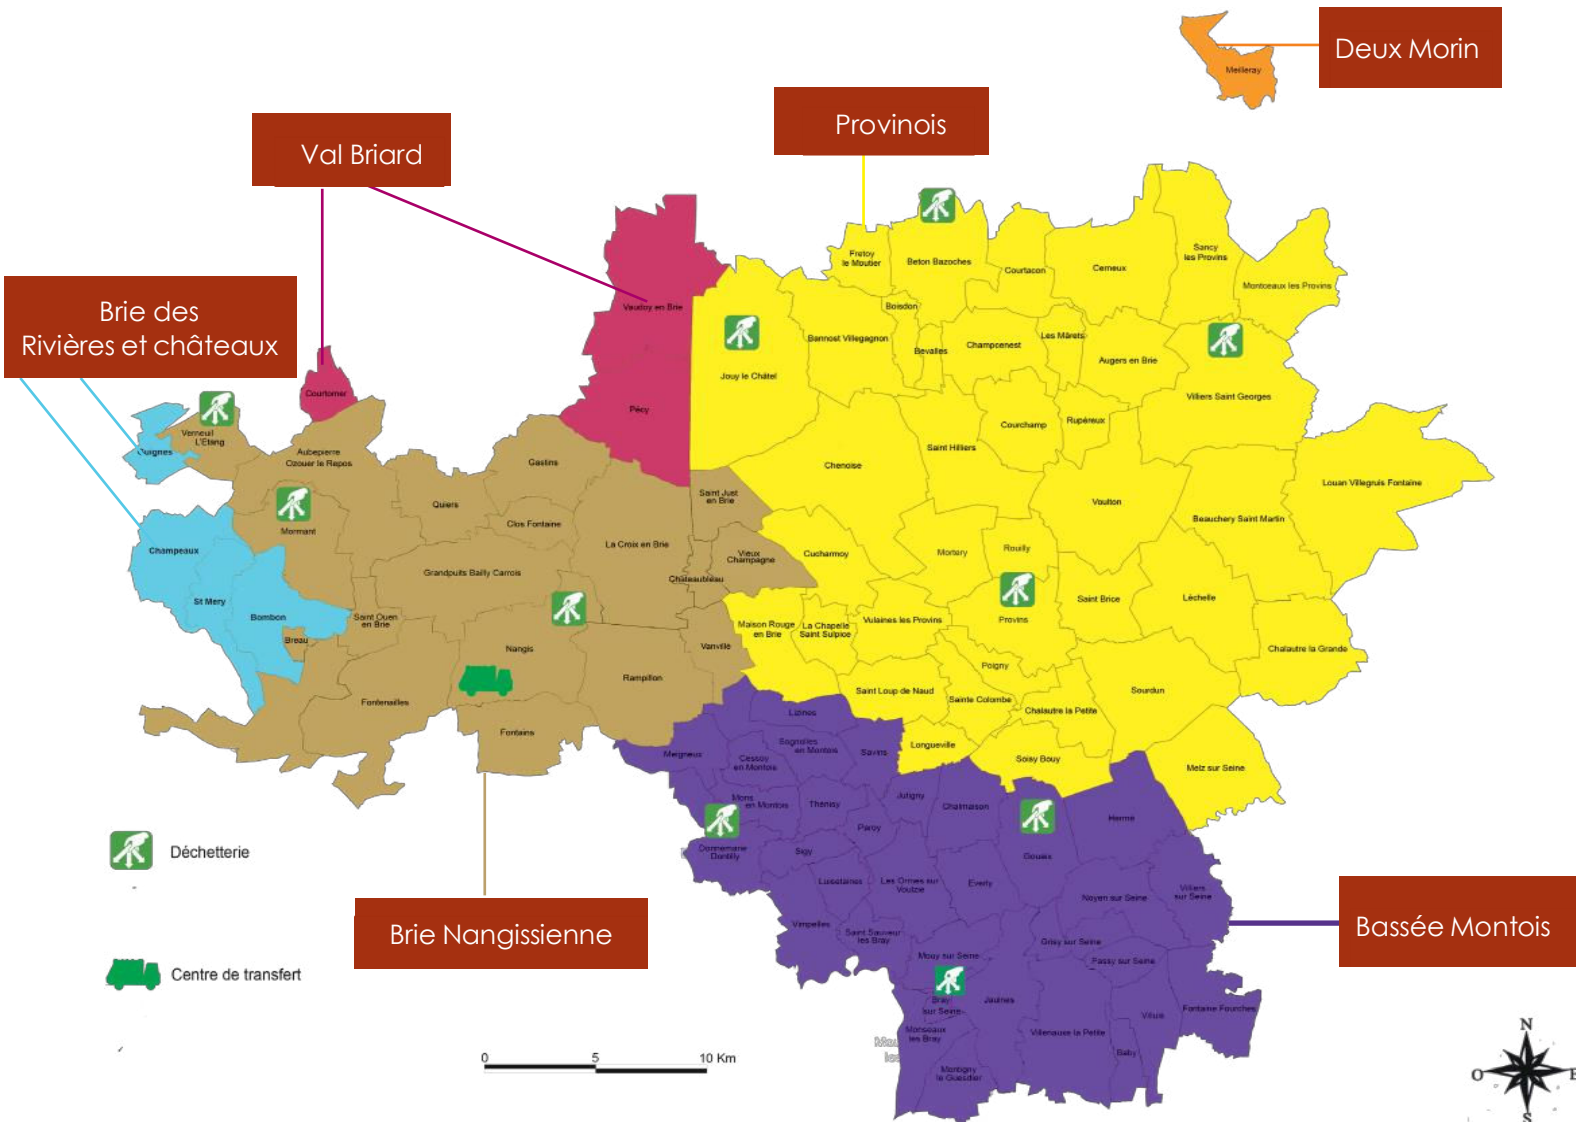 Deux Morin
Meilleray
Provinois
Val Briard
Brie des
Rivières et châteaux
Fretoy
le Moutier
Beton Bazoches
Courtacon
Cerneux
Sancy
les Provins
Montceaux les Provins
Vaudoy en Brie
Boisdon
Bannost Villegagnon
Bevalles
Champcenest
Les Mârets
Augers en Brie
Jouy le Châtel
Villiers Saint Georges
Courtomer
Pécy
Courchamp
Rupéreux
Verneuil
L'Etang
Guignes
Aubepierre
Ozouer le Repos
Gastins
Saint Hilliers
Chenoise
Louan Villegruis Fontaine
Saint Just
en Brie
Quiers
Voulton
Clos Fontaine
Beauchery Saint Martin
Mormant
La Croix en Brie
Champeaux
Vieux
Champagne
Cucharmoy
Mortery
Rouilly
Grandpuits Bailly Carrois
Châteaubleau
St Mery
Bombon
Saint Ouen
en Brie
Breau
Saint Brice
Léchelle
Provins
Maison Rouge
en Brie
La Chapelle
Saint Sulpice
Vulaines les Provins
Nangis
Vanvillé
Chalautre la Grande
Poigny
Rampillon
Fontenailles
Saint Loup de Naud
Sainte Colombe
Sourdun
Chalautre la Petite
Lizines
Fontains
Longueville
Sognolles
en Montois
Savins
Meigneux
Cessoy
en Montois
Soisy Bouy
Melz sur Seine
Mons
en Montois
Thénisy
Jutigny
Chalmaison
Hermé
Paroy
Donnemarie
Dontilly
Sigy
Gouaix
Déchetterie
Luisetaines
Les Ormes sur
Voulzie
Everly
Noyen sur Seine
Villiers
sur Seine
Vimpelles
Saint Sauveur
les Bray
Brie Nangissienne
Bassée Montois
Grisy sur Seine
Mouy sur Seine
Passy sur Seine
Centre de transfert
Bray
sur Seine
Jaulnes
Villuis
Fontaine Fourches
Mousseaux
les Bray
Villenauxe la Petite
Baby
Montigny
le Guesdier
0 5 10 Km
N
O E
S